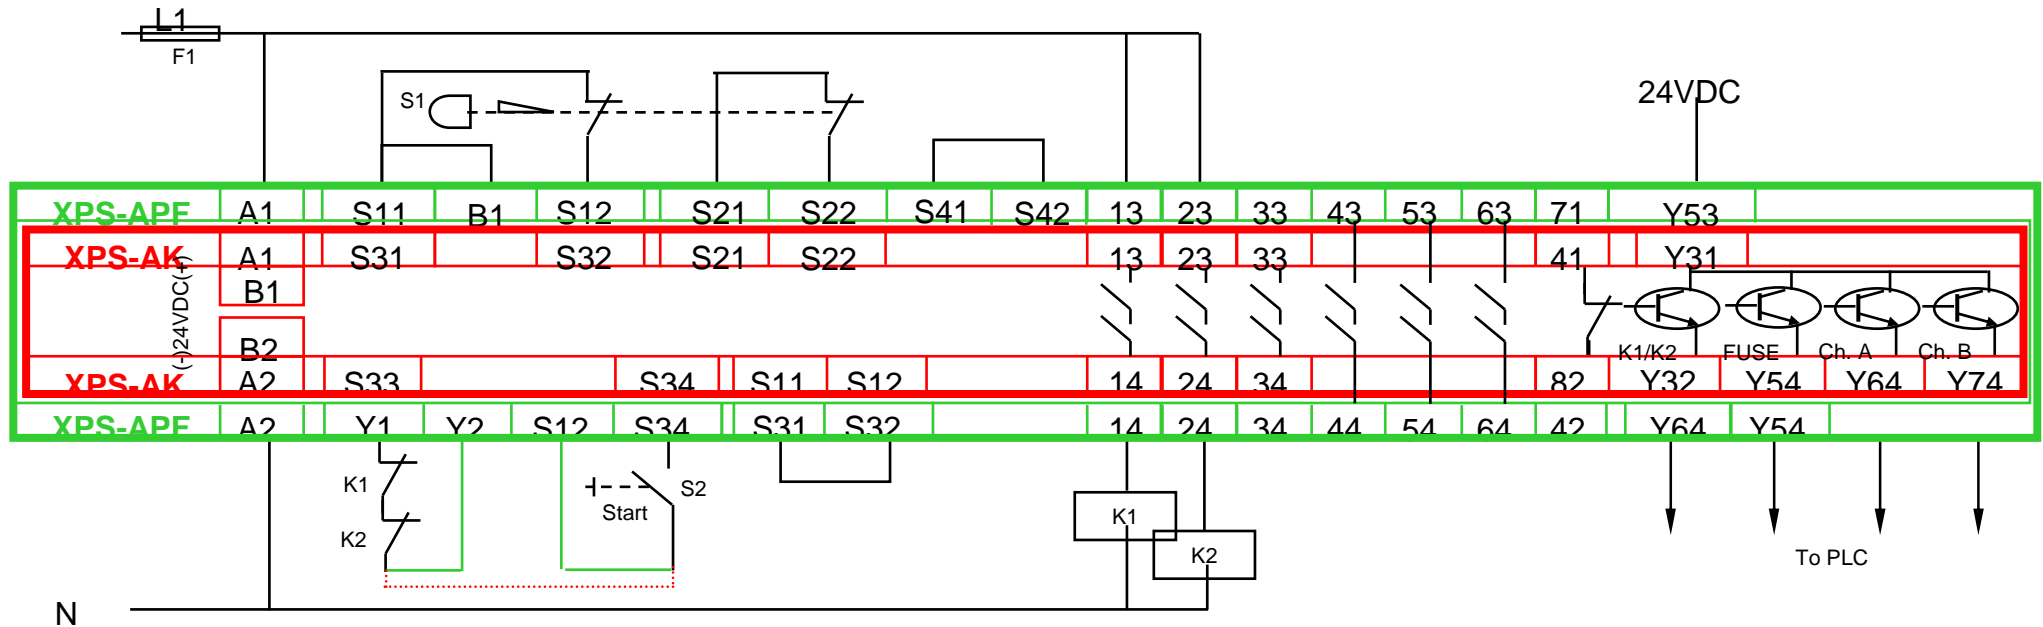 L1
F1
S1
24VDC
XPS-APF A1 S11 B1 S12 S21 S22 S41 S42 13 23 33 43 53 63 71 Y53
XPS-AK A1 S31 S32 S21 S22 13 23 33 41 Y31
(-)24VDC(+)
B1
B2
K1/K2 FUSE Ch. A Ch. B
XPS-AK A2 S33 S34 S11 S12 14 24 34 82 Y32 Y54 Y64 Y74
XPS-APF A2 Y1 Y2 S12 S34 S31 S32 14 24 34 44 54 64 42 Y64 Y54
K1
S2
Start
K2
K1
K2
To PLC
N